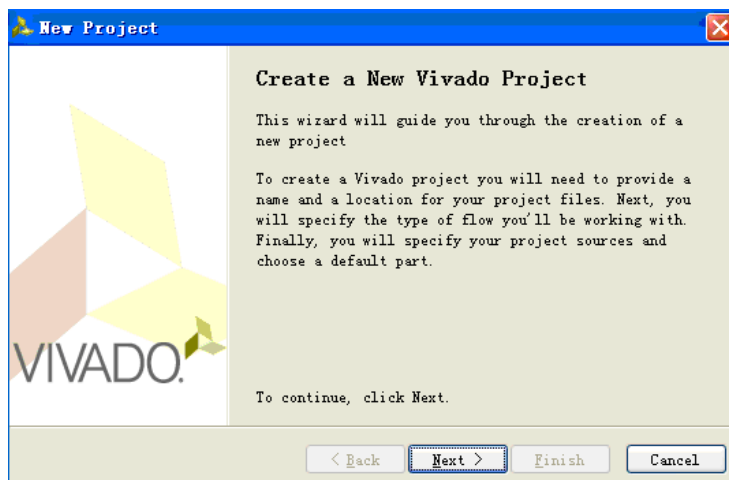 New Project
Create a New Vivado Project
This wizard will guide you through the creation of a
new project
To create a Vivado project you will need to provide a
name and a location for your project files. Next, you
will specify the type of flow you'll be working with.
Finally, you will specify your project sources and
choose a default part.
VIVADO.
To continue, click Next.
< Back Next > Finish Cancel